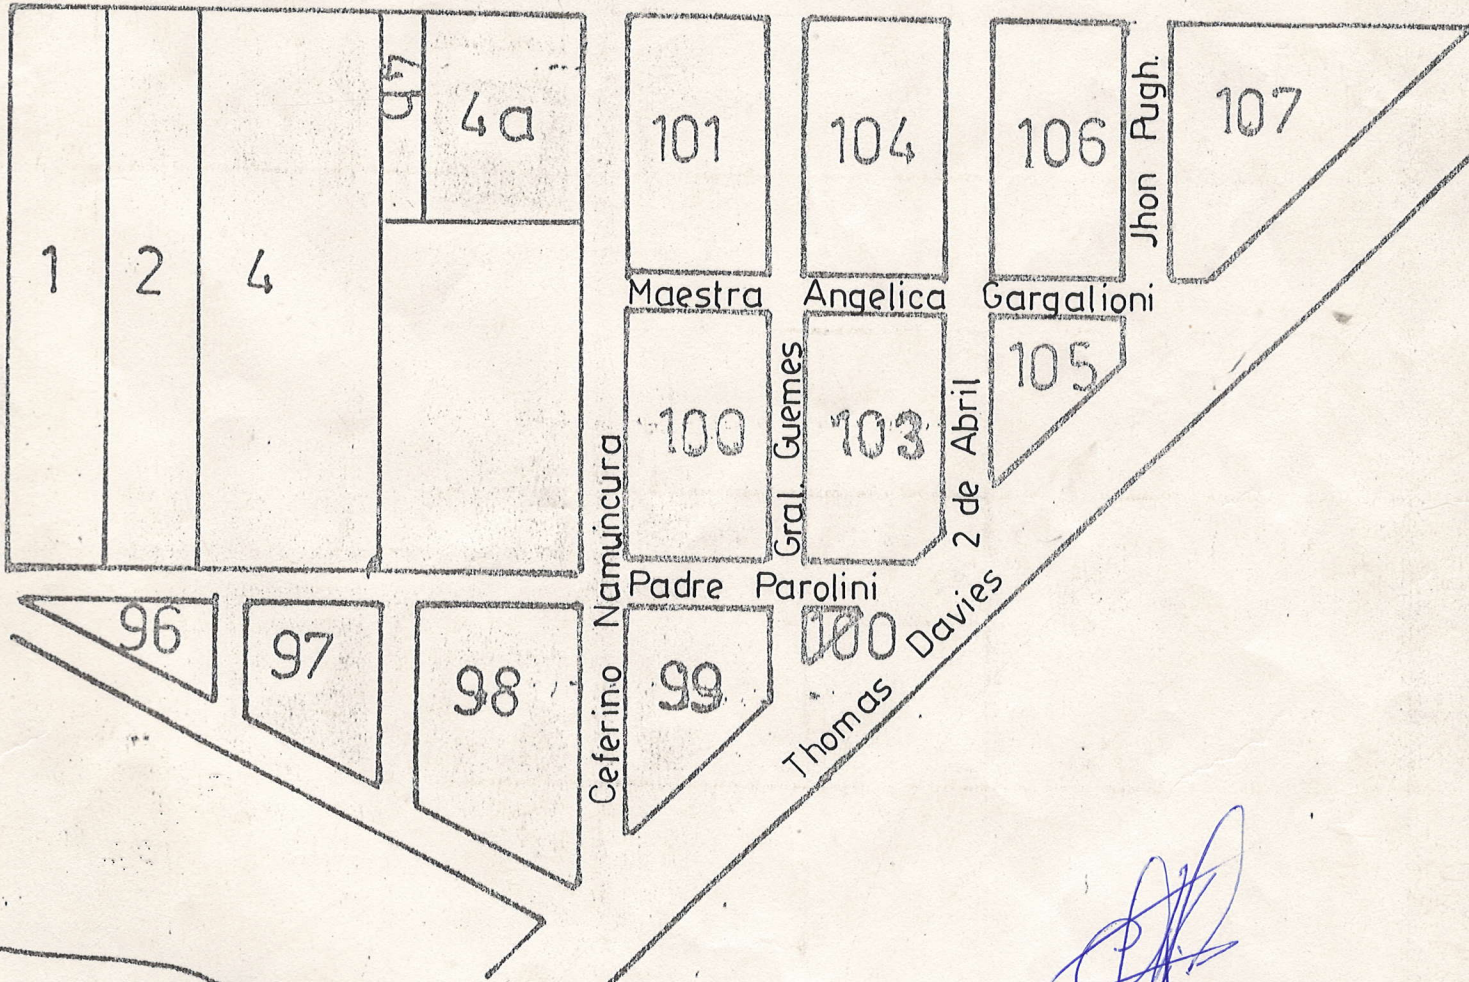 4a
101
104
106
Jhon Pugh.
107
1
2
4
Maestra Angelica Gargalioni
100
Gral. Guemes
103
2 de Abril
105
Ceferino Namuncura
Padre Parolini
96
97
98
99
100
Thomas Davies